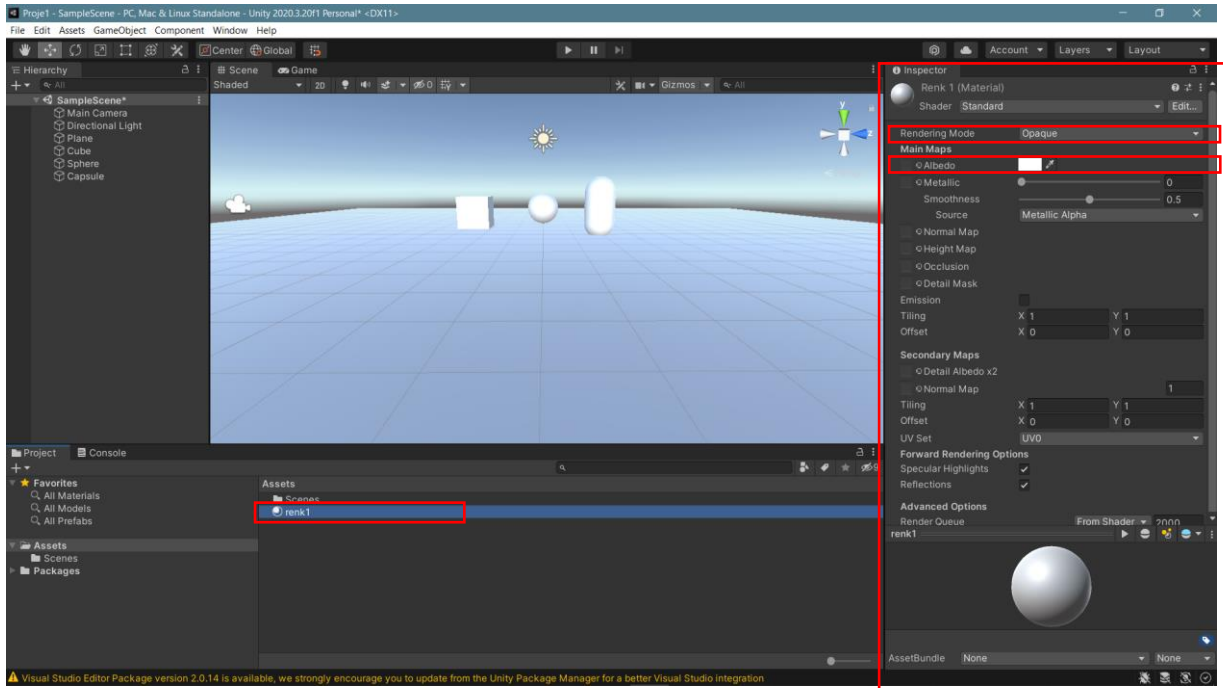 Proje1 - SampleScene - PC, Mac & Linux Standalone - Unity 2020.3.20f1 Personal* <DX11>
File Edit Assets GameObject Component Window Help
Center Global Account Layers Layout
Hierarchy
All
SampleScene*
Main Camera
Directional Light
Plane
Cube
Sphere
Capsule
Scene Game
Shaded 2D 0 Gizmos All
y
z
Inspector
Renk 1 (Material)
Shader Standard Edit...
Rendering Mode Opaque
Main Maps
Albedo
Metallic 0
Smoothness 0.5
Source Metallic Alpha
Normal Map
Height Map
Occlusion
Detail Mask
Emission
Tiling X 1 Y 1
Offset X 0 Y 0
Secondary Maps
Detail Albedo x2
Normal Map 1
Tiling X 1 Y 1
Offset X 0 Y 0
UV Set UV0
Forward Rendering Options
Specular Highlights
Reflections
Advanced Options
Render Queue From Shader 2000
renk1
AssetBundle None None
Project Console
Favorites
All Materials
All Models
All Prefabs
Assets
Scenes
Packages
Assets
Scenes
renk1
Visual Studio Editor Package version 2.0.14 is available, we strongly encourage you to update from the Unity Package Manager for a better Visual Studio integration